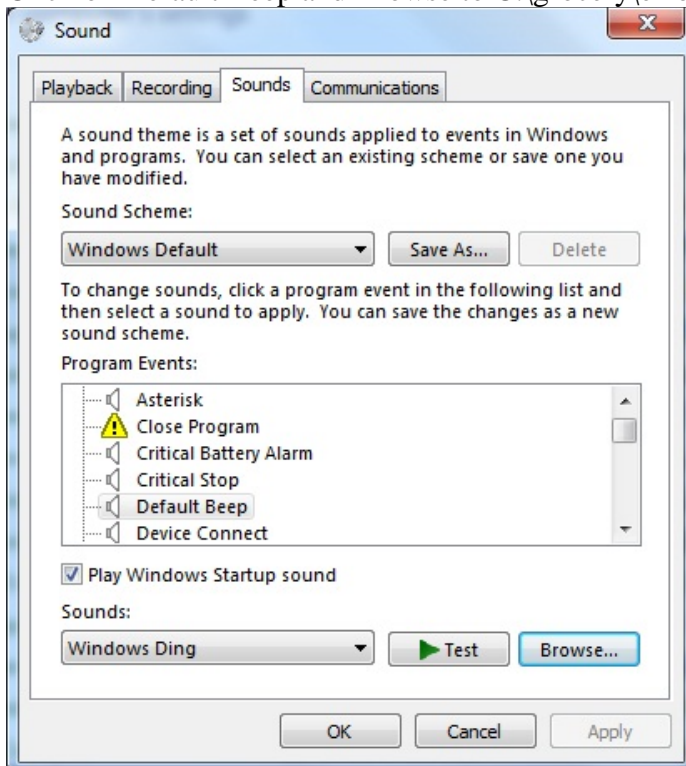 Sound
Playback Recording Sounds Communications
A sound theme is a set of sounds applied to events in Windows
and programs. You can select an existing scheme or save one you
have modified.
Sound Scheme:
Windows Default Save As... Delete
To change sounds, click a program event in the following list and
then select a sound to apply. You can save the changes as a new
sound scheme.
Program Events:
Asterisk
Close Program
Critical Battery Alarm
Critical Stop
Default Beep
Device Connect
Play Windows Startup sound
Sounds:
Windows Ding Test Browse...
OK Cancel Apply